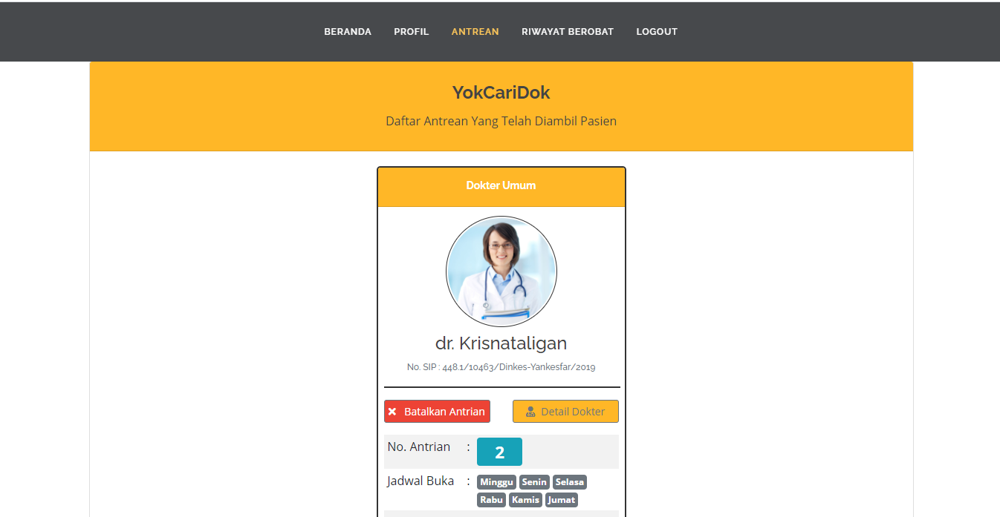 BERANDA PROFIL ANTREAN RIWAYAT BEROBAT LOGOUT
YokCariDok
Daftar Antrean Yang Telah Diambil Pasien
Dokter Umum
dr. Krisnataligan
No. SIP : 448.1/10463/Dinkes-Yankesfar/2019
Batalkan Antrian Detail Dokter
No. Antrian : 2
Jadwal Buka : Minggu Senin Selasa
Rabu Kamis Jumat